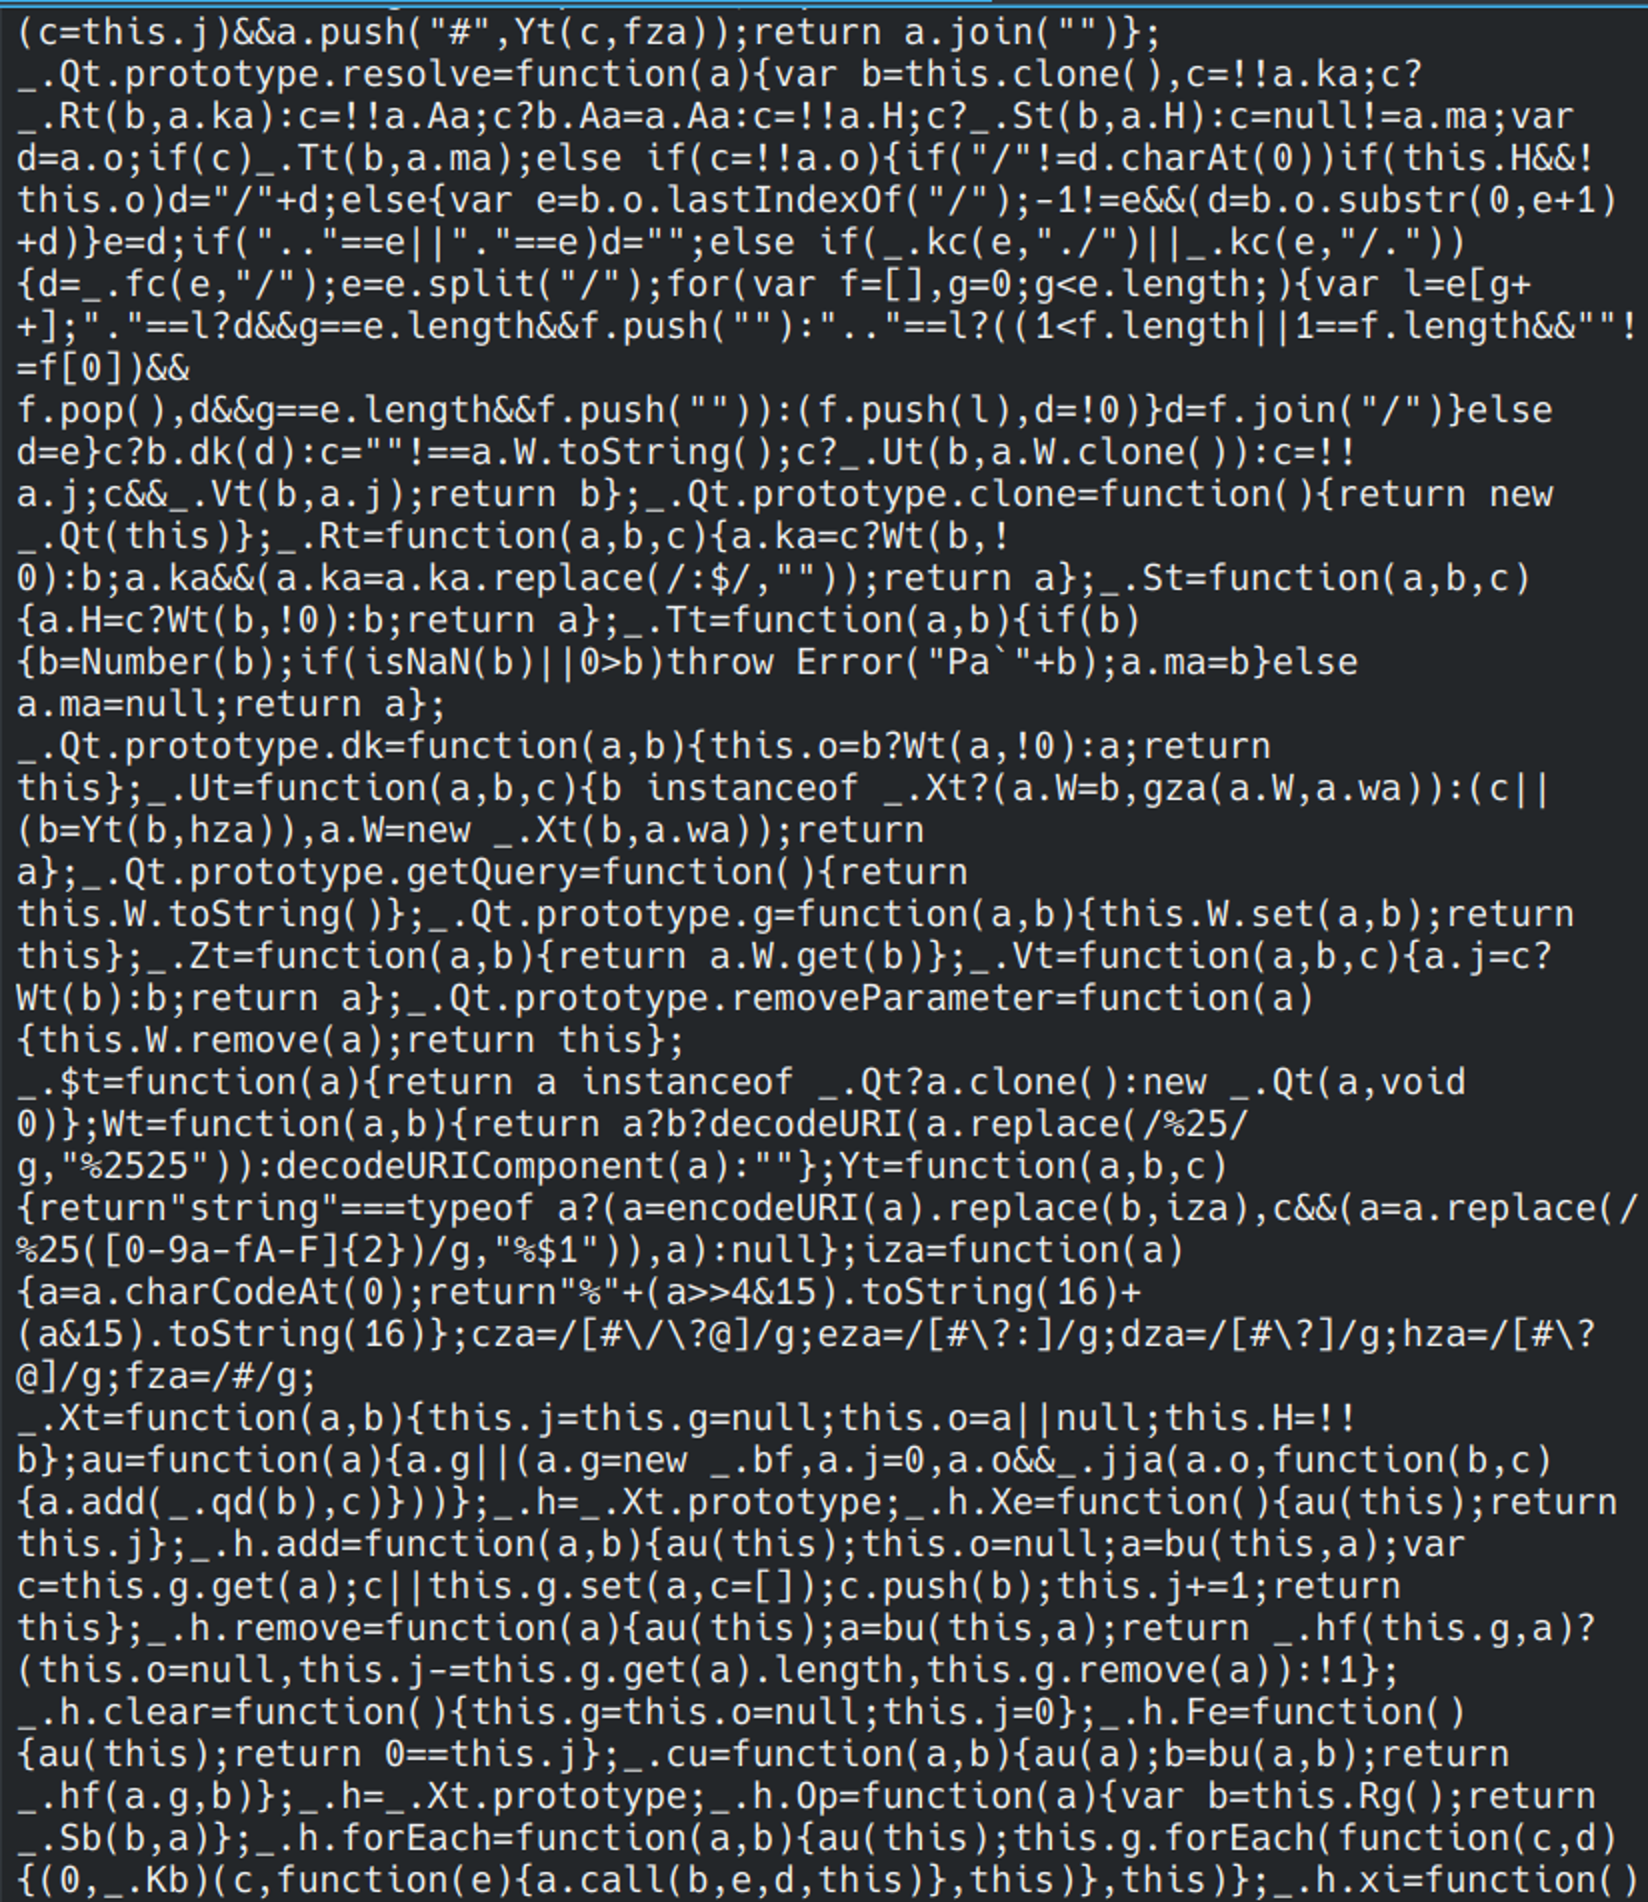 (c=this.j)&&a.push("#",Yt(c,fza));return a.join("")};
_.Qt.prototype.resolve=function(a){var b=this.clone(),c=!!a.ka;c?
_.Rt(b,a.ka):c=!!a.Aa;c?b.Aa=a.Aa:c=!!a.H;c?_.St(b,a.H):c=null!=a.ma;var
d=a.o;if(c)_.Tt(b,a.ma);else if(c=!!a.o){if("/"!=d.charAt(0))if(this.H&&!
this.o)d="/"+d;else{var e=b.o.lastIndexOf("/");-1!=e&&(d=b.o.substr(0,e+1)
+d)}e=d;if(".."==e||"."==e)d="";else if(_.kc(e,"./")||_.kc(e,"/."))
{d=_.fc(e,"/");e=e.split("/");for(var f=[],g=0;g<e.length;){var l=e[g+
+];"."==l?d&&g==e.length&&f.push(""):".."==l?((1<f.length||1==f.length&&""!
=f[0])&&
f.pop(),d&&g==e.length&&f.push("")):(f.push(l),d=!0)}d=f.join("/")}else
d=e}c?b.dk(d):c=""!==a.W.toString();c?_.Ut(b,a.W.clone()):c=!!
a.j;c&&_.Vt(b,a.j);return b};_.Qt.prototype.clone=function(){return new
_.Qt(this)};_.Rt=function(a,b,c){a.ka=c?Wt(b,!
0):b;a.ka&&(a.ka=a.ka.replace(/:$/,""));return a};_.St=function(a,b,c)
{a.H=c?Wt(b,!0):b;return a};_.Tt=function(a,b){if(b)
{b=Number(b);if(isNaN(b)||0>b)throw Error("Pa`"+b);a.ma=b}else
a.ma=null;return a};
_.Qt.prototype.dk=function(a,b){this.o=b?Wt(a,!0):a;return
this};_.Ut=function(a,b,c){b instanceof _.Xt?(a.W=b,gza(a.W,a.wa)):(c||
(b=Yt(b,hza)),a.W=new _.Xt(b,a.wa));return
a};_.Qt.prototype.getQuery=function(){return
this.W.toString()};_.Qt.prototype.g=function(a,b){this.W.set(a,b);return
this};_.Zt=function(a,b){return a.W.get(b)};_.Vt=function(a,b,c){a.j=c?
Wt(b):b;return a};_.Qt.prototype.removeParameter=function(a)
{this.W.remove(a);return this};
_.$t=function(a){return a instanceof _.Qt?a.clone():new _.Qt(a,void
0)};Wt=function(a,b){return a?b?decodeURI(a.replace(/%25/
g,"%2525")):decodeURIComponent(a):""};Yt=function(a,b,c)
{return"string"===typeof a?(a=encodeURI(a).replace(b,iza),c&&(a=a.replace(/
%25([0-9a-fA-F]{2})/g,"%$1")),a):null};iza=function(a)
{a=a.charCodeAt(0);return"%"+(a>>4&15).toString(16)+
(a&15).toString(16)};cza=/[#\/\?@]/g;eza=/[#\?:]/g;dza=/[#\?]/g;hza=/[#\?
@]/g;fza=/#/g;
_.Xt=function(a,b){this.j=this.g=null;this.o=a||null;this.H=!!
b};au=function(a){a.g||(a.g=new _.bf,a.j=0,a.o&&_.jja(a.o,function(b,c)
{a.add(_.qd(b),c)}))};_.h=_.Xt.prototype;_.h.Xe=function(){au(this);return
this.j};_.h.add=function(a,b){au(this);this.o=null;a=bu(this,a);var
c=this.g.get(a);c||this.g.set(a,c=[]);c.push(b);this.j+=1;return
this};_.h.remove=function(a){au(this);a=bu(this,a);return _.hf(this.g,a)?
(this.o=null,this.j-=this.g.get(a).length,this.g.remove(a)):!1};
_.h.clear=function(){this.g=this.o=null;this.j=0};_.h.Fe=function()
{au(this);return 0==this.j};_.cu=function(a,b){au(a);b=bu(a,b);return
_.hf(a.g,b)};_.h=_.Xt.prototype;_.h.Op=function(a){var b=this.Rg();return
_.Sb(b,a)};_.h.forEach=function(a,b){au(this);this.g.forEach(function(c,d)
{(0,_.Kb)(c,function(e){a.call(b,e,d,this)},this)},this)};_.h.xi=function()